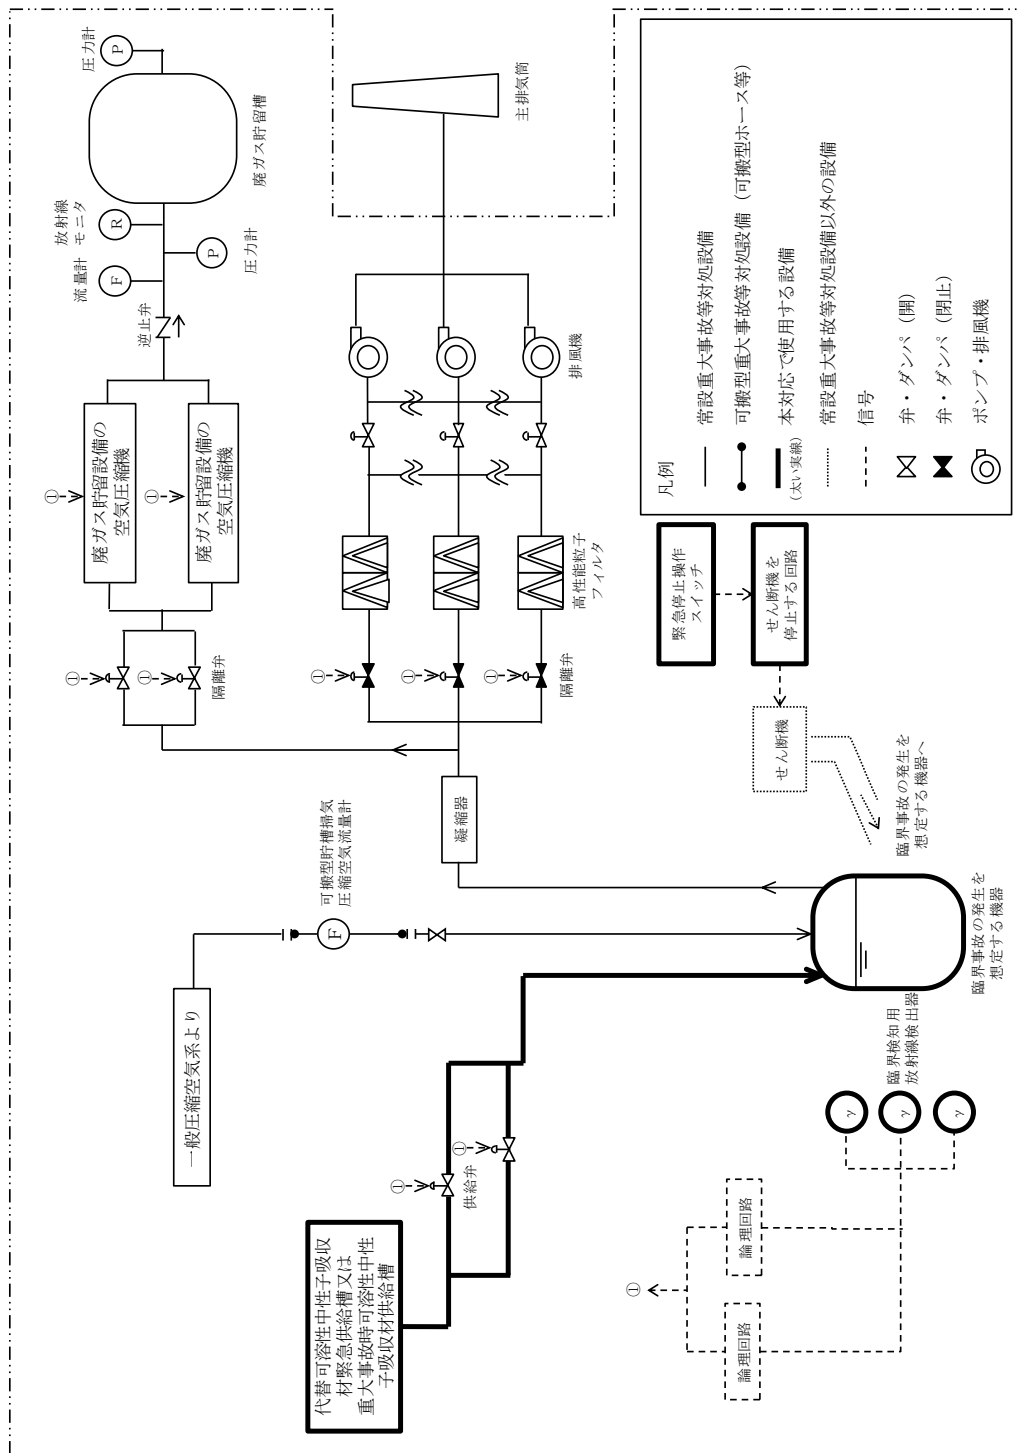 代替可溶性中性子吸収
材緊急供給槽又は
重大事故時可溶性中性
子吸収材供給槽
①
①
供給弁
一般圧縮空気系より
可搬型貯槽掃気
圧縮空気流量計
F
①
論理回路
論理回路
γ
γ
γ
臨界検知用
放射線検出器
臨界事故の発生を
想定する機器
凝縮器
①
①
隔離弁
①
①
①
隔離弁
①
①
廃ガス貯留設備の
空気圧縮機
廃ガス貯留設備の
空気圧縮機
高性能粒子
フィルタ
排風機
逆止弁
流量計
F
放射線
モニタ
R
P
圧力計
廃ガス貯留槽
圧力計
P
主排気筒
緊急停止操作
スイッチ
せん断機を
停止する回路
せん断機
臨界事故の発生を
想定する機器へ
凡例
常設重大事故等対処設備
可搬型重大事故等対処設備（可搬型ホース等）
(太い実線)
本対応で使用する設備
常設重大事故等対処設備以外の設備
信号
弁・ダンパ（開）
弁・ダンパ（閉止）
ポンプ・排風機